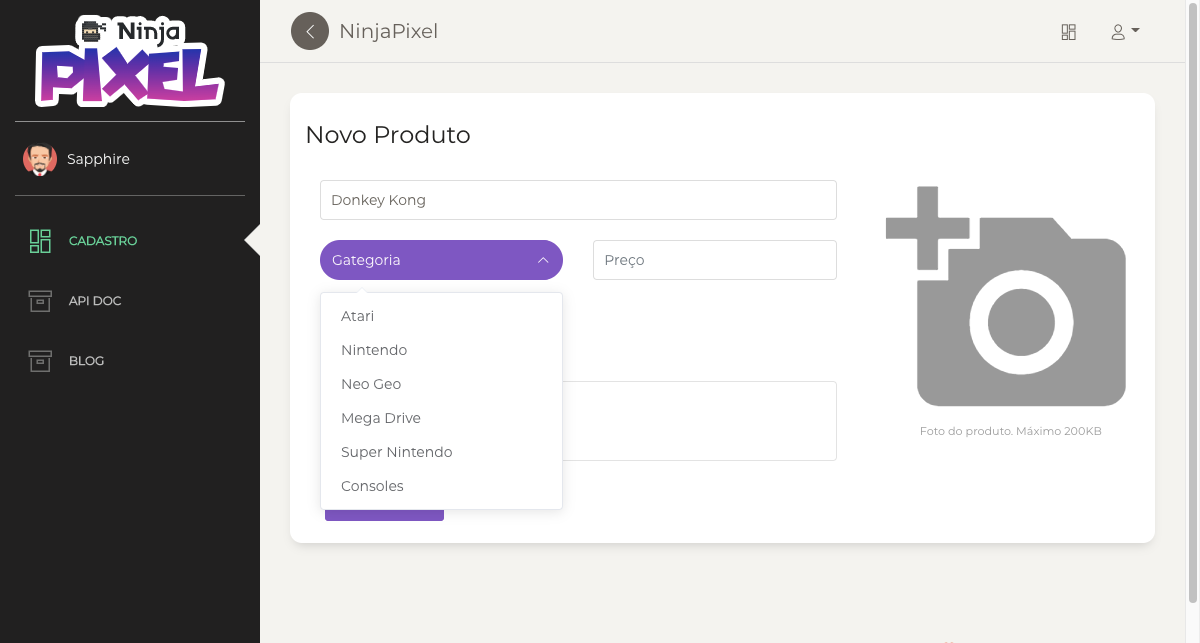 Ninja
PIXEL
NinjaPixel
Sapphire
CADASTRO
API DOC
BLOG
Novo Produto
Donkey Kong
Gategoria
Preço
Atari
Nintendo
Neo Geo
Mega Drive
Super Nintendo
Consoles
Foto do produto. Máximo 200KB